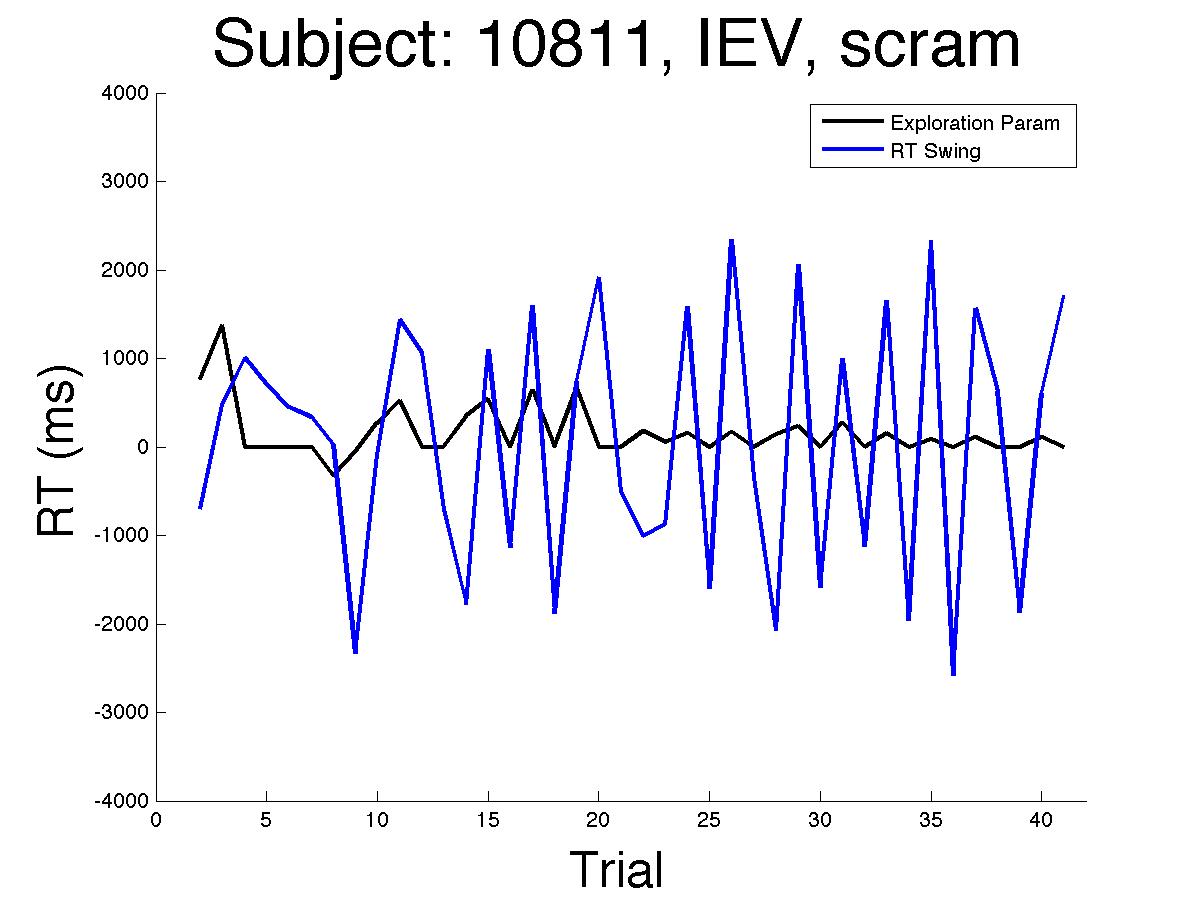 Subject: 10811, IEV, scram
Exploration Param
RT Swing
4000
3000
2000
1000
0
-1000
-2000
-3000
-4000
RT (ms)
0 5 10 15 20 25 30 35 40
Trial